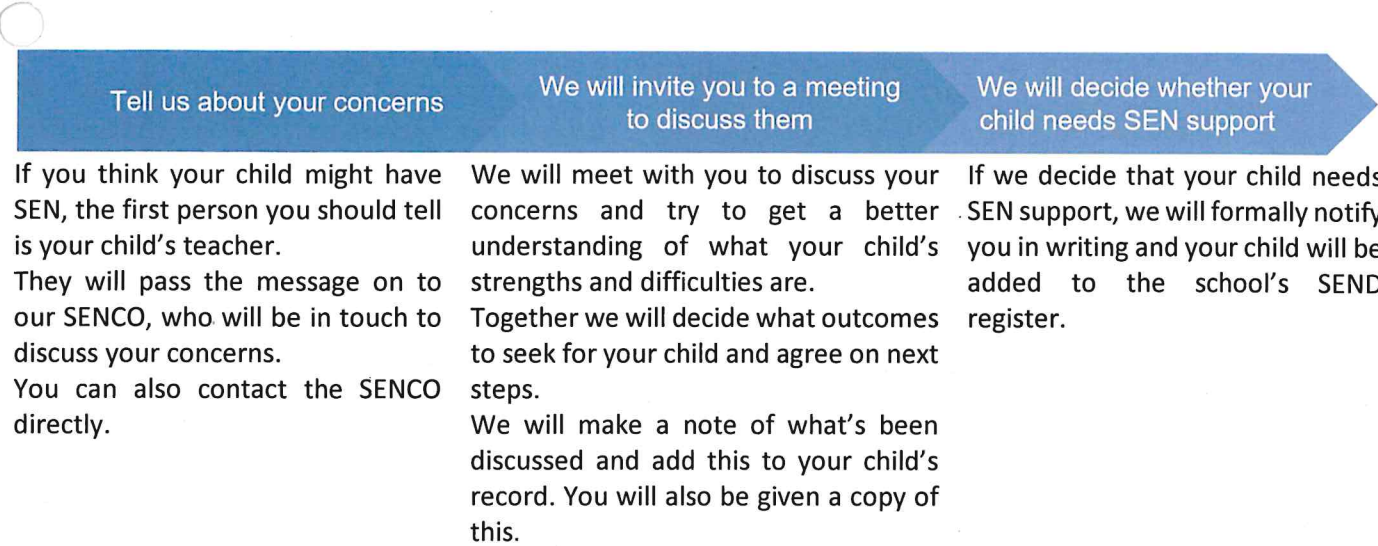 Tell us about your concerns
We will invite you to a meeting
to discuss them
We will decide whether your
child needs SEN support
If you think your child might have
SEN, the first person you should tell
is your child's teacher.
They will pass the message on to
our SENCO, who will be in touch to
discuss your concerns.
You can also contact the SENCO
directly.
We will meet with you to discuss your
concerns and try to get a better
understanding of what your child's
strengths and difficulties are.
Together we will decide what outcomes
to seek for your child and agree on next
steps.
We will make a note of what's been
discussed and add this to your child's
record. You will also be given a copy of
this.
If we decide that your child needs
SEN support, we will formally notify
you in writing and your child will be
added to the school's SEND
register.